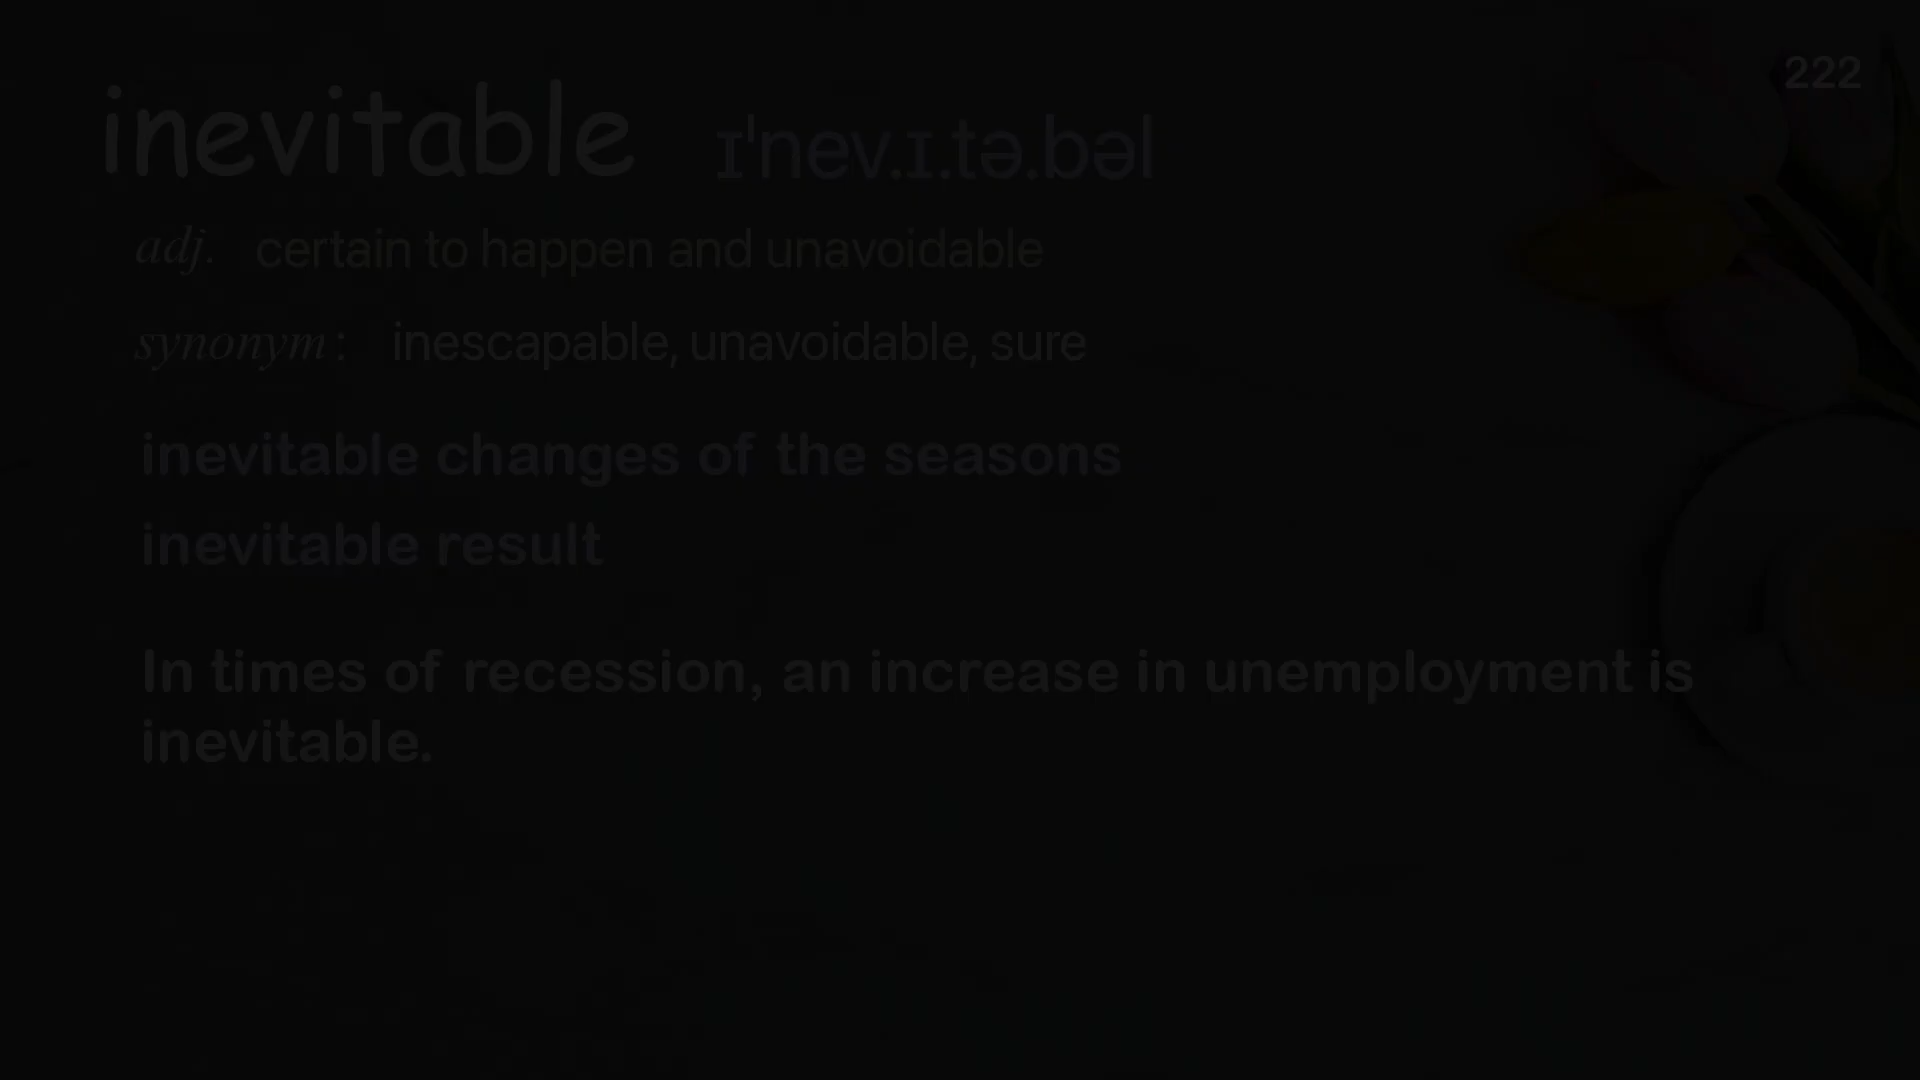 222
inevitable ɪˈnev.ɪ.tə.bəl
adj. certain to happen and unavoidable
synonym: inescapable, unavoidable, sure
inevitable changes of the seasons
inevitable result
In times of recession, an increase in unemployment is
inevitable.